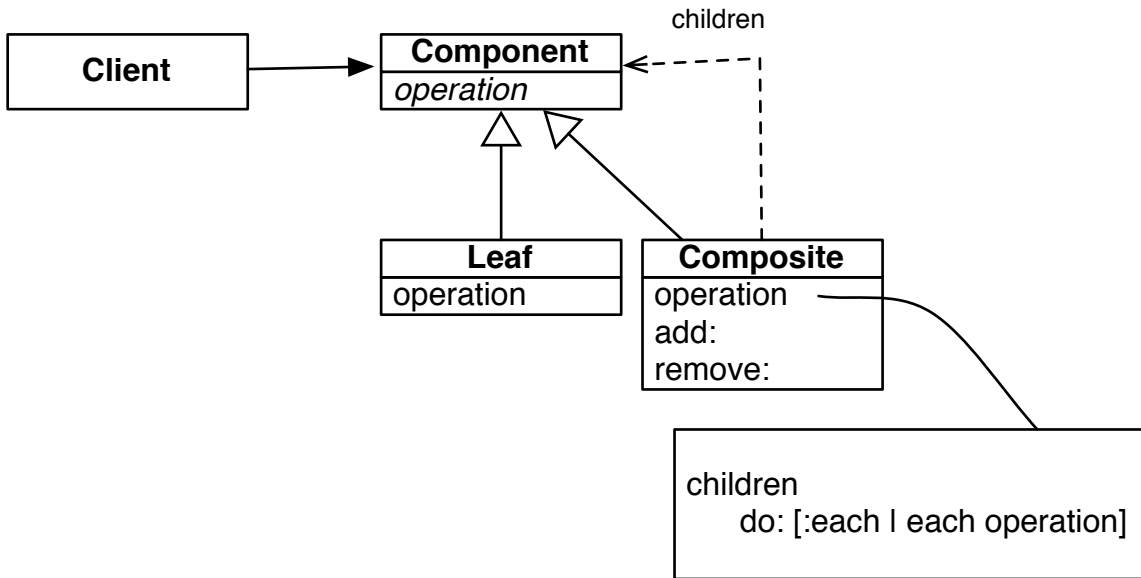 children
Client
Component
operation
Leaf
operation
Composite
operation
add:
remove:
children
do: [:each | each operation]